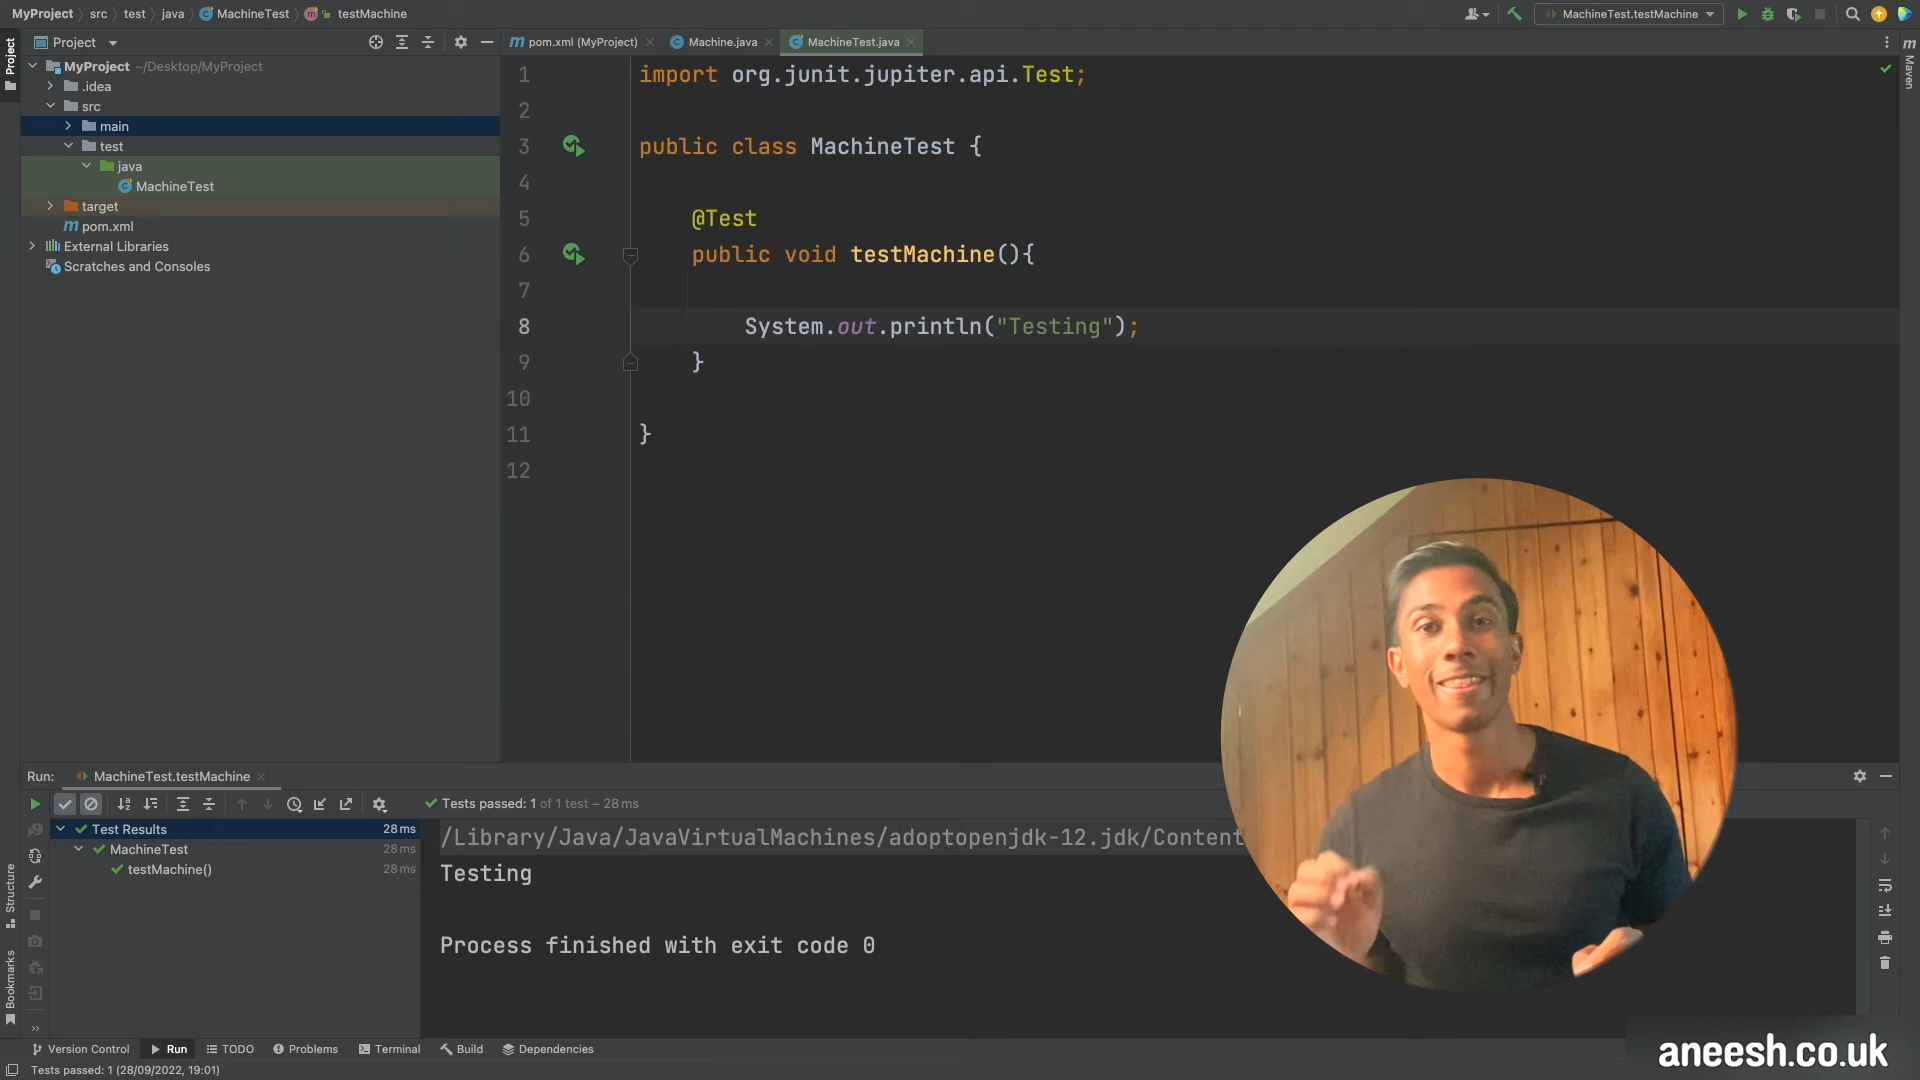 MyProject src test java MachineTest testMachine
MachineTest.testMachine
Project
pom.xml (MyProject)
Machine.java
MachineTest.java
Project
Maven
MyProject ~/Desktop/MyProject
.idea
src
main
test
java
MachineTest
target
pom.xml
External Libraries
Scratches and Consoles
1 import org.junit.jupiter.api.Test;
2
3 public class MachineTest {
4
5 @Test
6 public void testMachine(){
7
8 System.out.println("Testing");
9 }
10
11 }
12
Run: MachineTest.testMachine
Tests passed: 1 of 1 test – 28 ms
Test Results 28 ms
MachineTest 28 ms
testMachine() 28 ms
/Library/Java/JavaVirtualMachines/adoptopenjdk-12.jdk/Content
Testing
Process finished with exit code 0
Structure
Bookmarks
Version Control Run TODO Problems Terminal Build Dependencies
Tests passed: 1 (28/09/2022, 19:01)
aneesh.co.uk